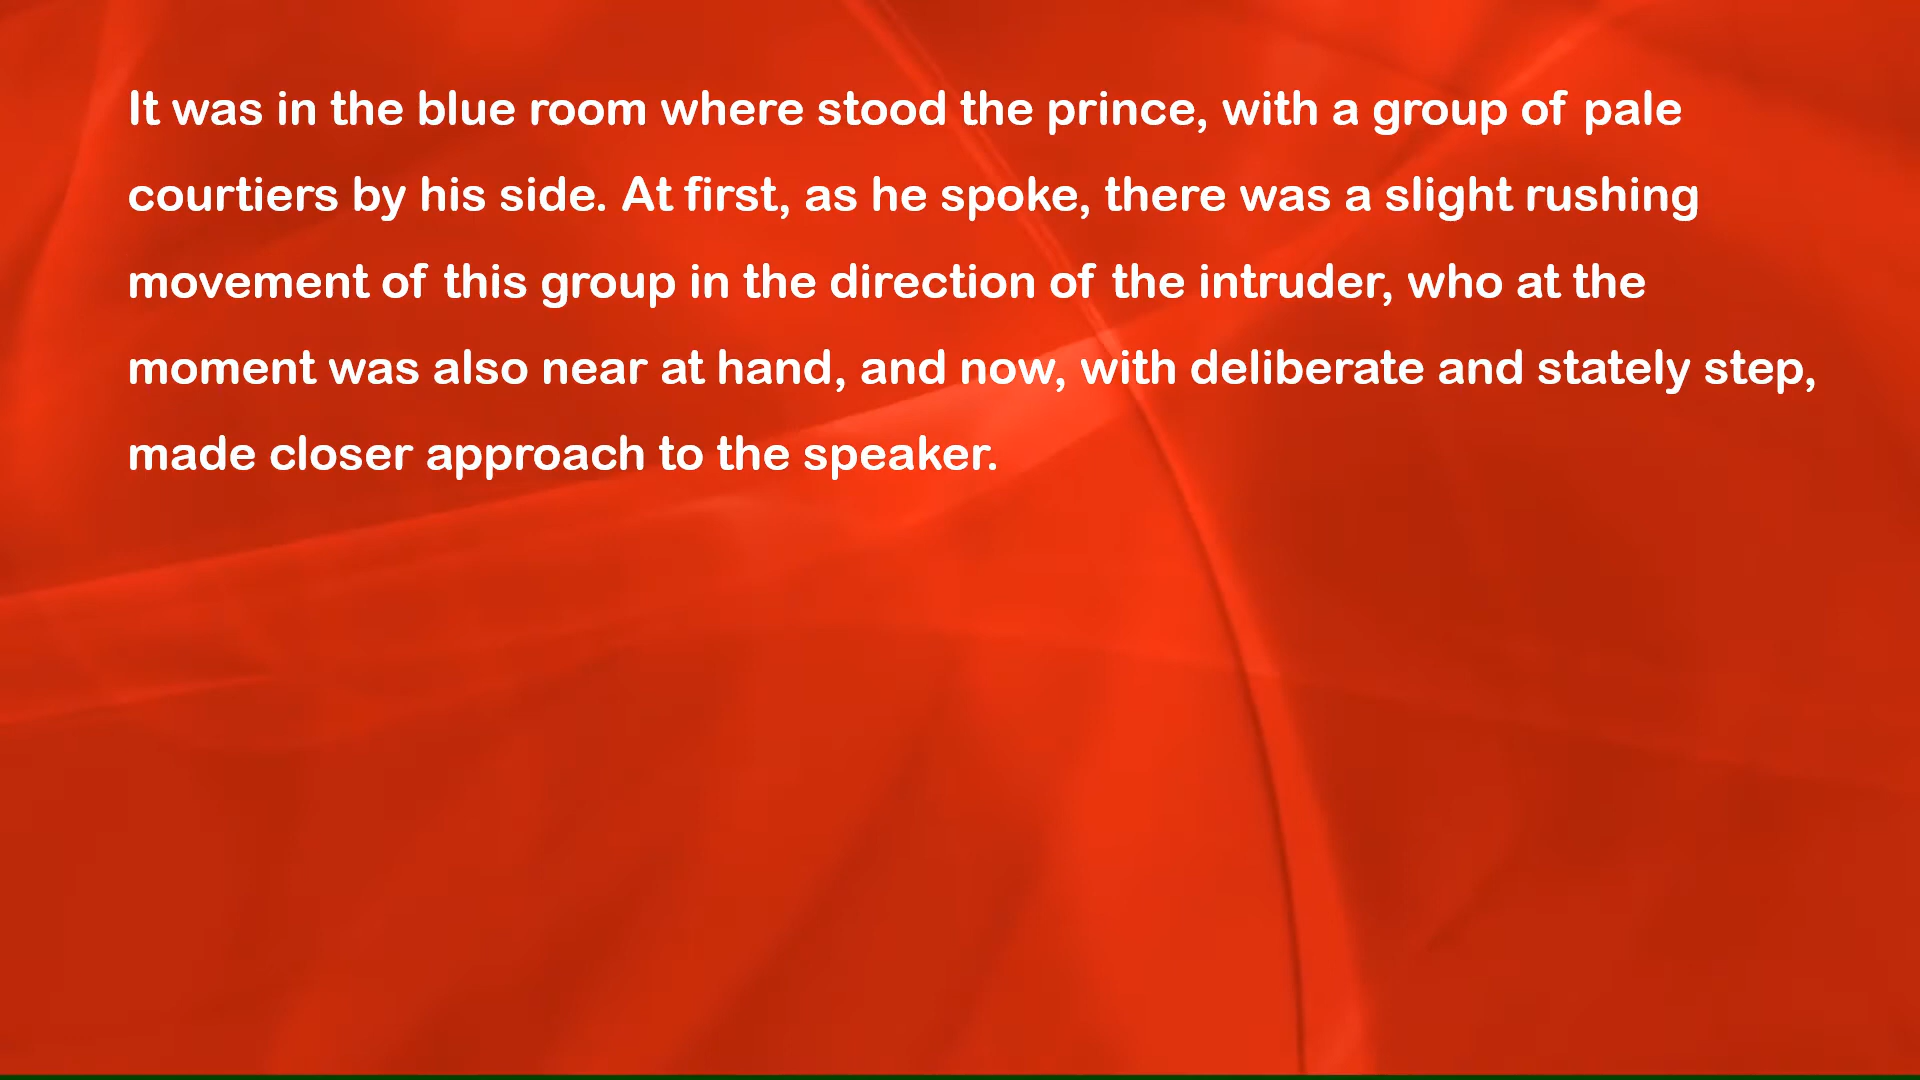 It was in the blue room where stood the prince, with a group of pale
courtiers by his side. At first, as he spoke, there was a slight rushing
movement of this group in the direction of the intruder, who at the
moment was also near at hand, and now, with deliberate and stately step,
made closer approach to the speaker.